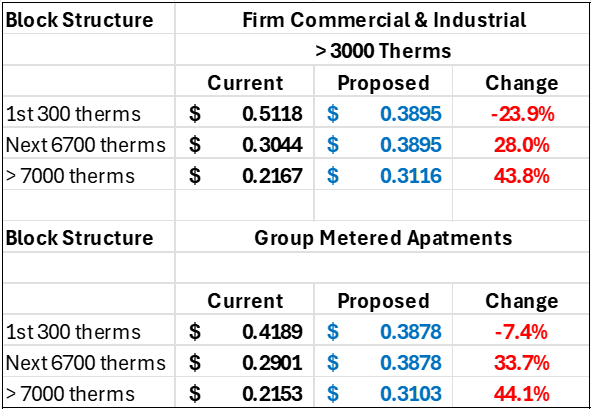 Block Structure Firm Commercial & Industrial
> 3000 Therms
Current Proposed Change
1st 300 therms $ 0.5118 $ 0.3895 -23.9%
Next 6700 therms $ 0.3044 $ 0.3895 28.0%
> 7000 therms $ 0.2167 $ 0.3116 43.8%
Block Structure Group Metered Apatments
Current Proposed Change
1st 300 therms $ 0.4189 $ 0.3878 -7.4%
Next 6700 therms $ 0.2901 $ 0.3878 33.7%
> 7000 therms $ 0.2153 $ 0.3103 44.1%